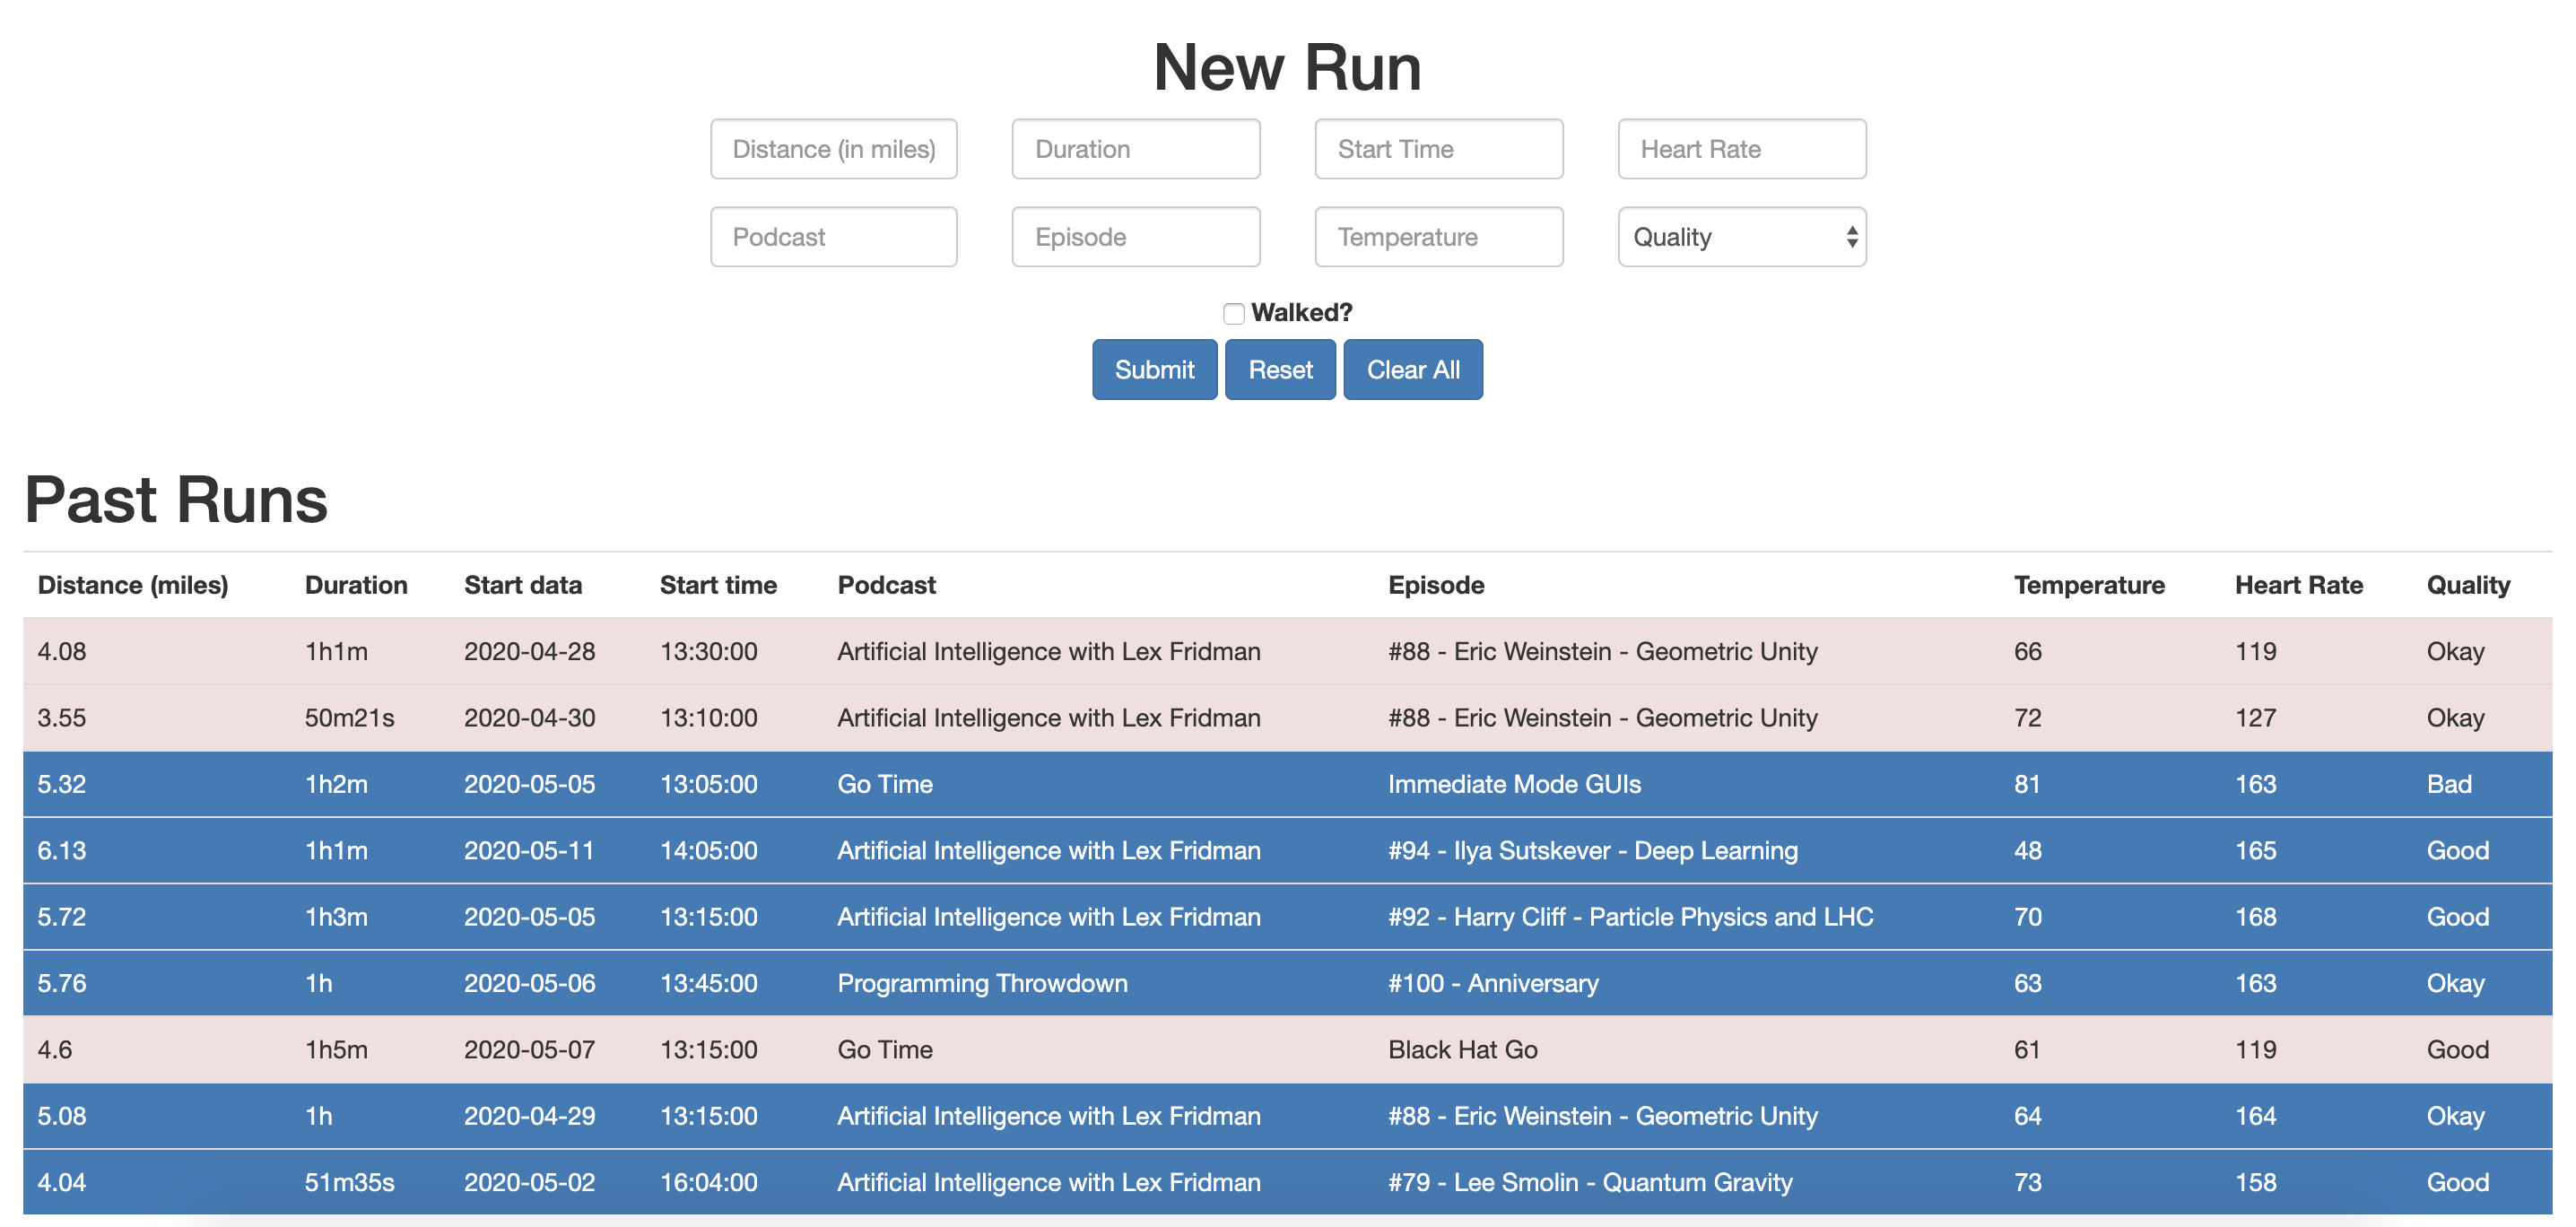 New Run
Distance (in miles) Duration Start Time Heart Rate
Podcast Episode Temperature Quality
Walked?
Submit Reset Clear All
Past Runs
Distance (miles) Duration Start data Start time Podcast Episode Temperature Heart Rate Quality
4.08 1h1m 2020-04-28 13:30:00 Artificial Intelligence with Lex Fridman #88 - Eric Weinstein - Geometric Unity 66 119 Okay
3.55 50m21s 2020-04-30 13:10:00 Artificial Intelligence with Lex Fridman #88 - Eric Weinstein - Geometric Unity 72 127 Okay
5.32 1h2m 2020-05-05 13:05:00 Go Time Immediate Mode GUIs 81 163 Bad
6.13 1h1m 2020-05-11 14:05:00 Artificial Intelligence with Lex Fridman #94 - Ilya Sutskever - Deep Learning 48 165 Good
5.72 1h3m 2020-05-05 13:15:00 Artificial Intelligence with Lex Fridman #92 - Harry Cliff - Particle Physics and LHC 70 168 Good
5.76 1h 2020-05-06 13:45:00 Programming Throwdown #100 - Anniversary 63 163 Okay
4.6 1h5m 2020-05-07 13:15:00 Go Time Black Hat Go 61 119 Good
5.08 1h 2020-04-29 13:15:00 Artificial Intelligence with Lex Fridman #88 - Eric Weinstein - Geometric Unity 64 164 Okay
4.04 51m35s 2020-05-02 16:04:00 Artificial Intelligence with Lex Fridman #79 - Lee Smolin - Quantum Gravity 73 158 Good